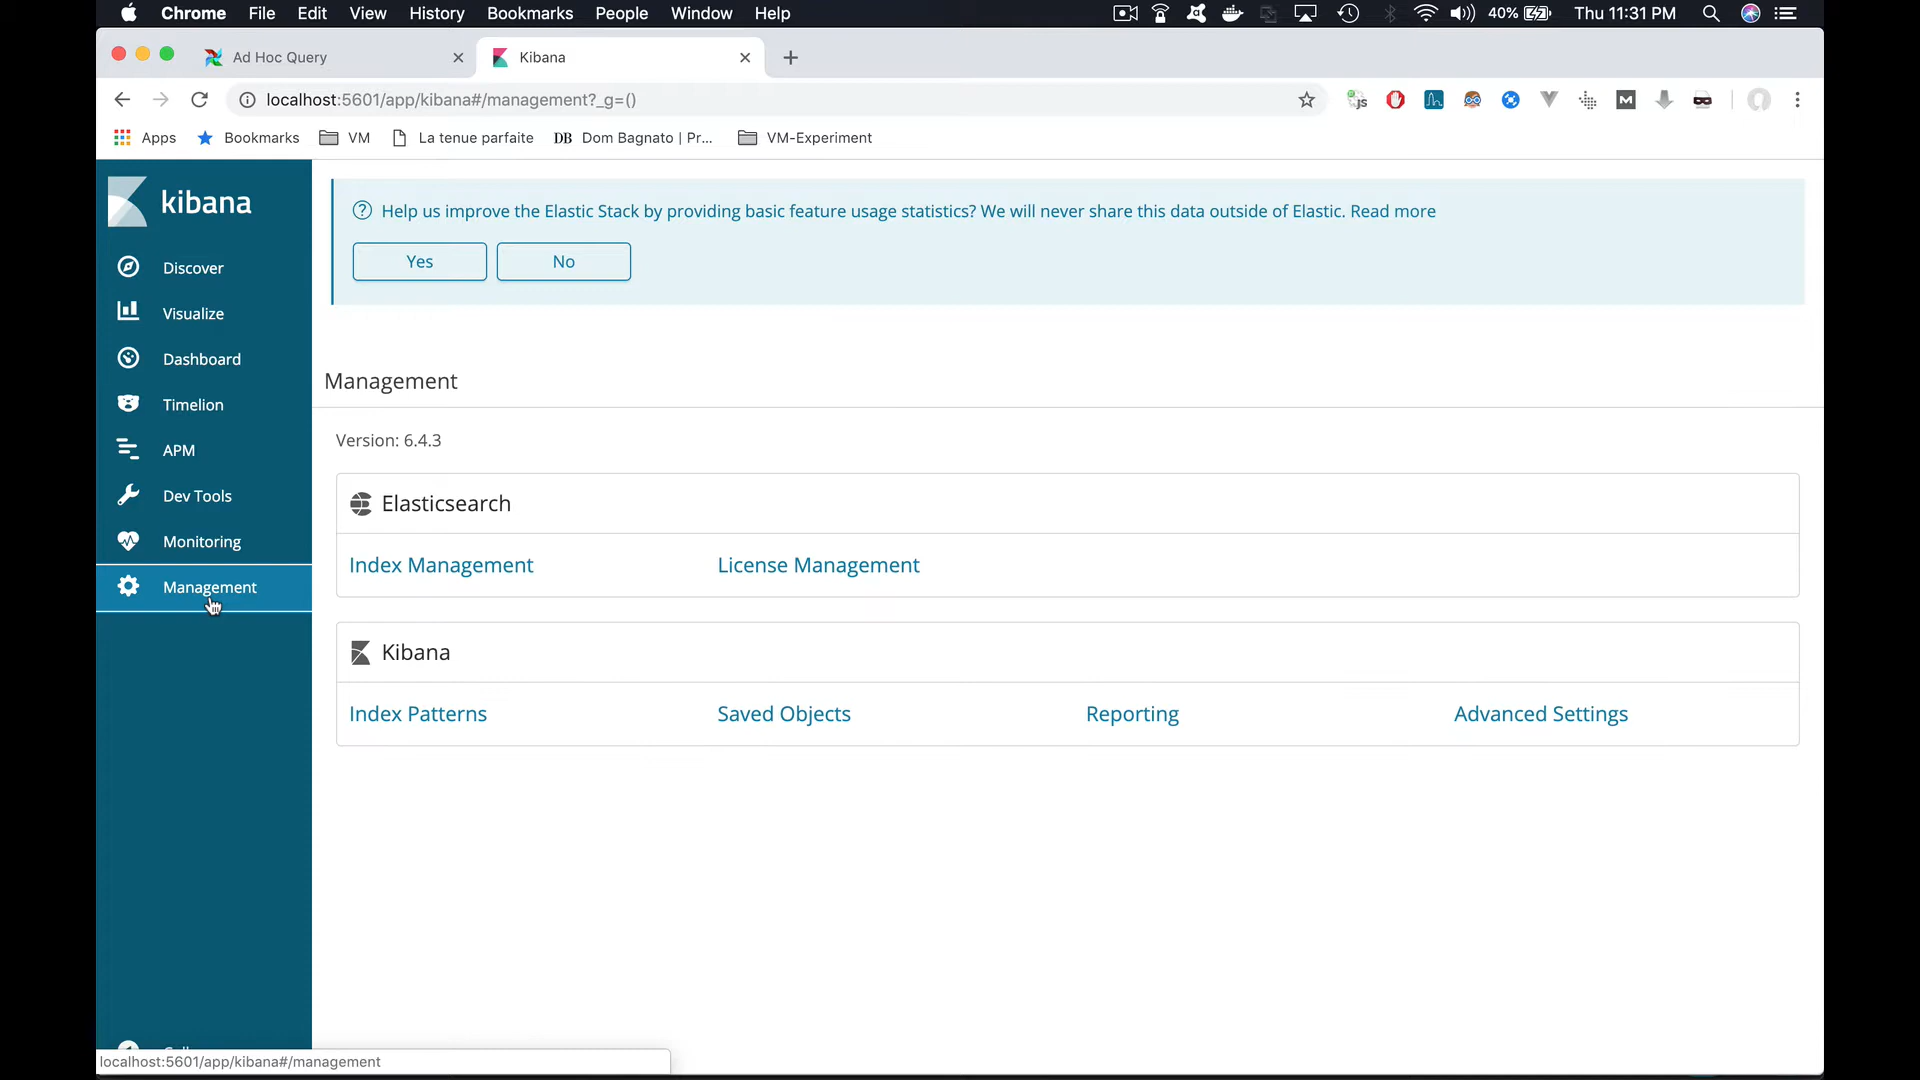 Chrome File Edit View History Bookmarks People Window Help 40% Thu 11:31 PM
Ad Hoc Query Kibana
localhost:5601/app/kibana#/management?_g=()
Apps Bookmarks VM La tenue parfaite DB Dom Bagnato | Pr... VM-Experiment
kibana
Discover
Visualize
Dashboard
Timelion
APM
Dev Tools
Monitoring
Management
Help us improve the Elastic Stack by providing basic feature usage statistics? We will never share this data outside of Elastic. Read more
Yes No
Management
Version: 6.4.3
Elasticsearch
Index Management License Management
Kibana
Index Patterns Saved Objects Reporting Advanced Settings
localhost:5601/app/kibana#/management